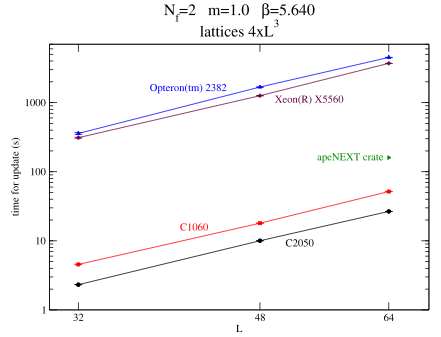 N_f=2 m=1.0 β=5.640
lattices 4xL^3
1000
100
10
1
time for update (s)
Opteron(tm) 2382
Xeon(R) X5560
apeNEXT crate
C1060
C2050
32
48
64
L